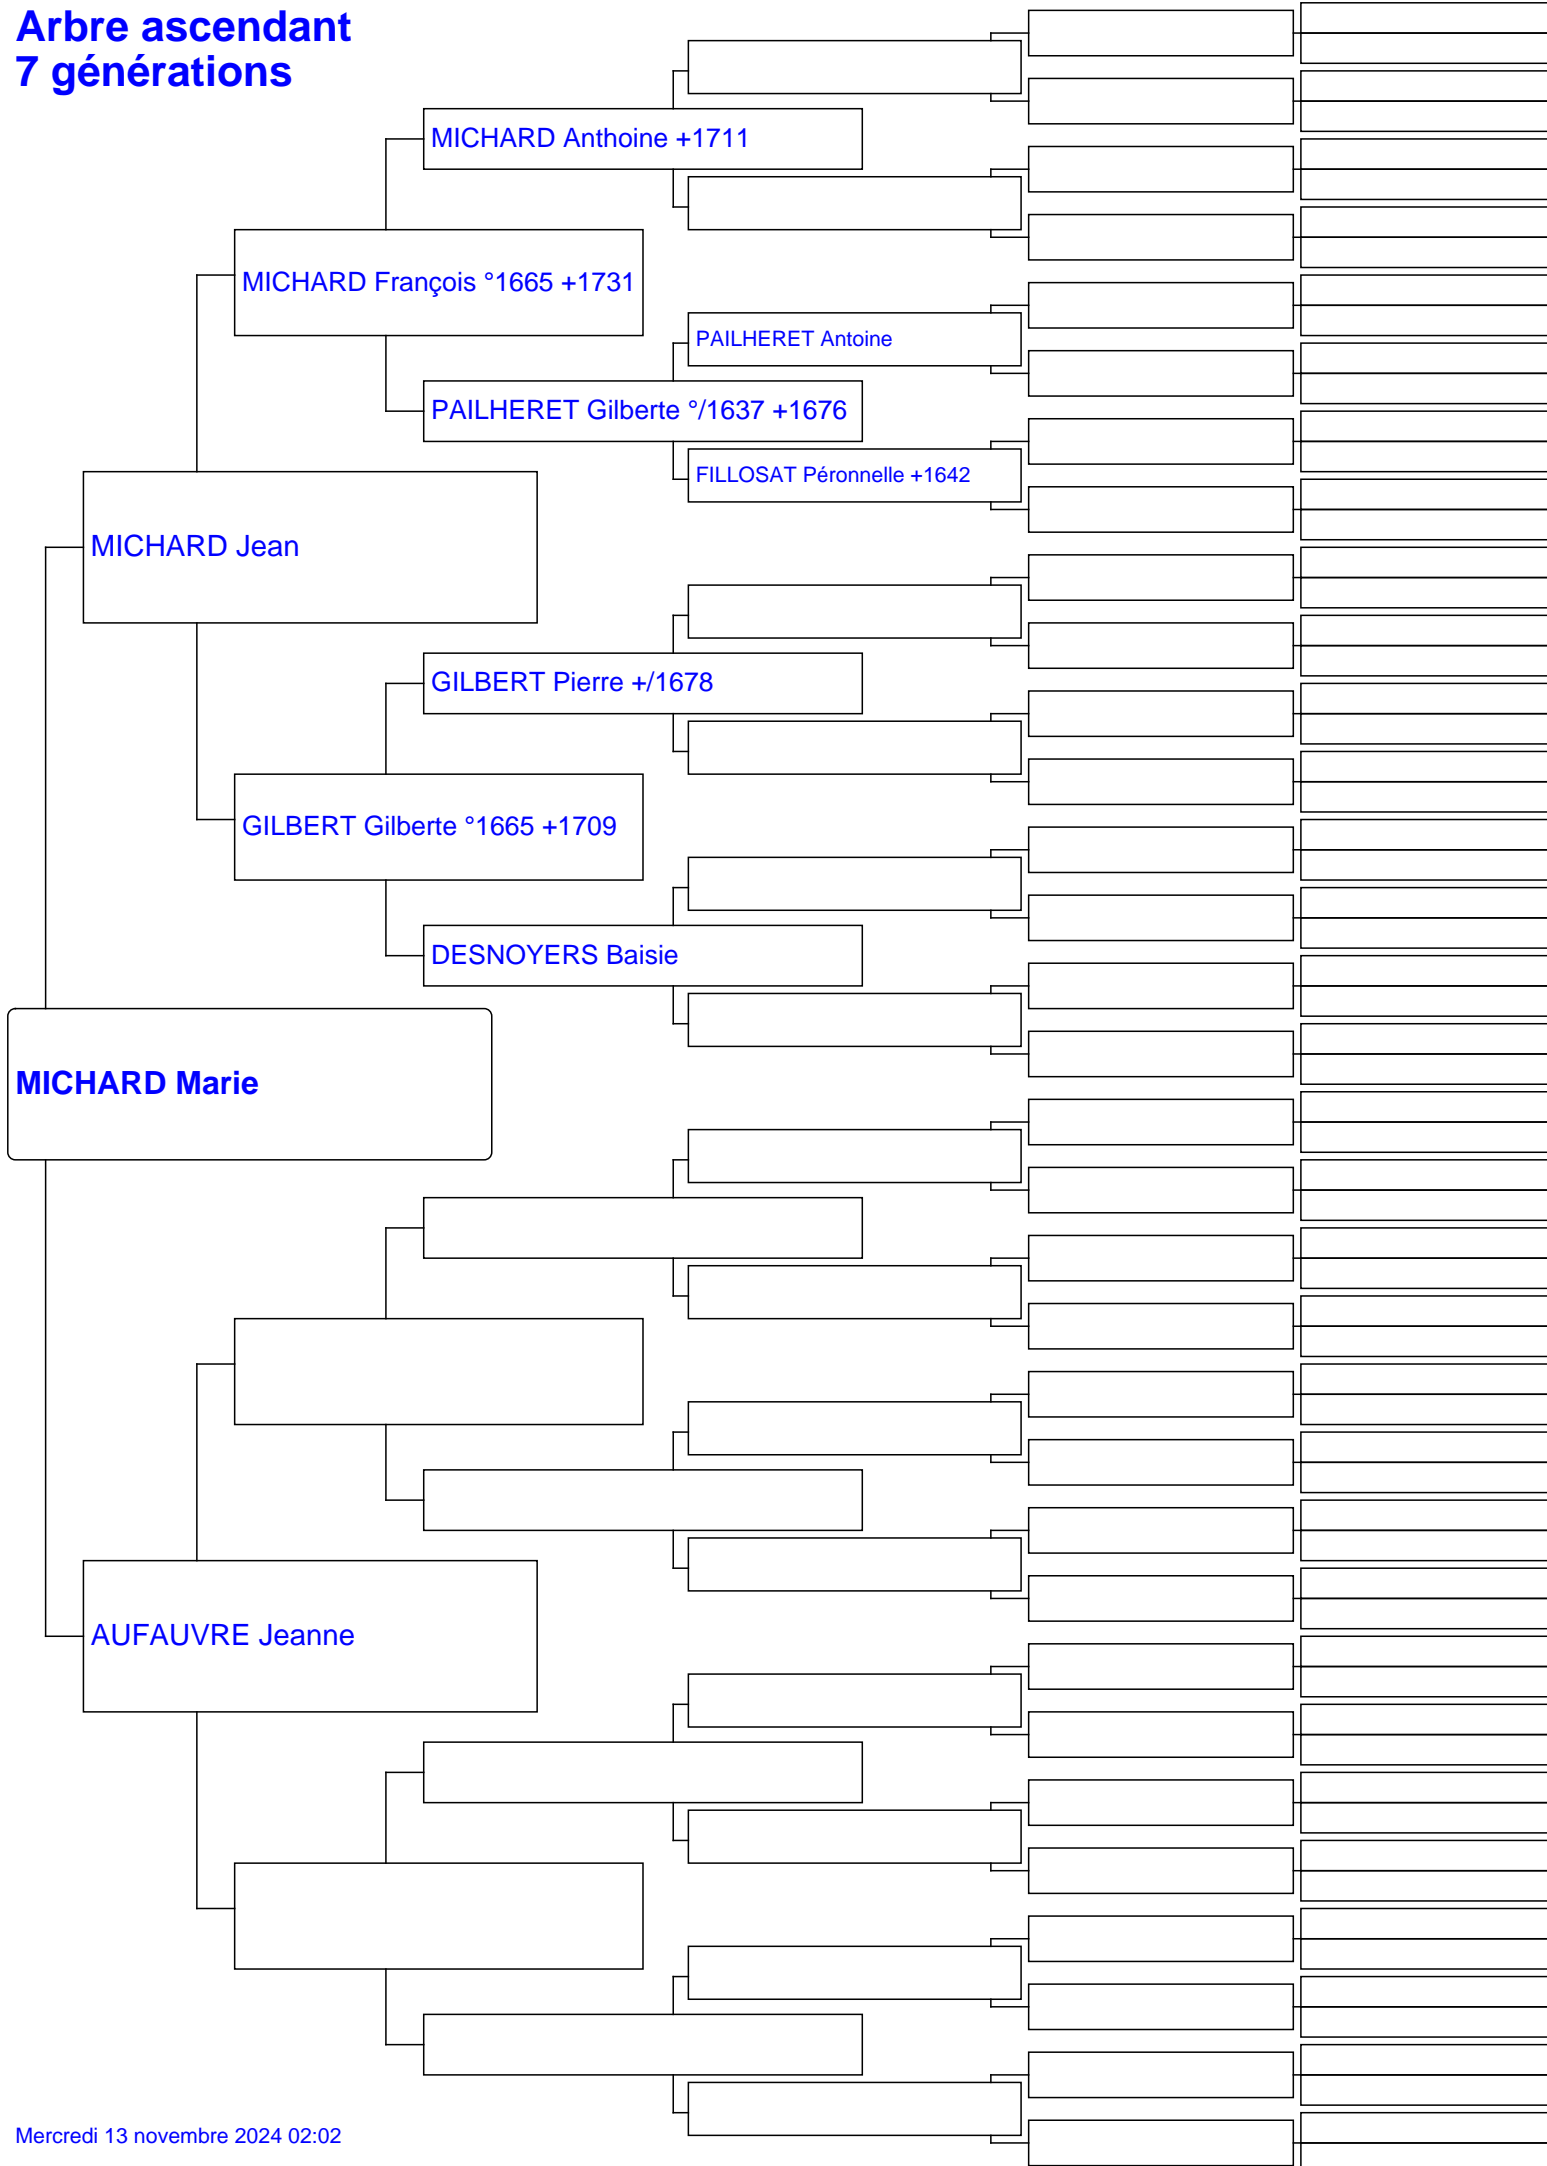 Arbre ascendant
7 générations
MICHARD Anthoine +1711
MICHARD François °1665 +1731
PAILHERET Antoine
PAILHERET Gilberte °/1637 +1676
FILLOSAT Péronnelle +1642
MICHARD Jean
GILBERT Pierre +/1678
GILBERT Gilberte °1665 +1709
DESNOYERS Baisie
MICHARD Marie
AUFAUVRE Jeanne
Mercredi 13 novembre 2024 02:02